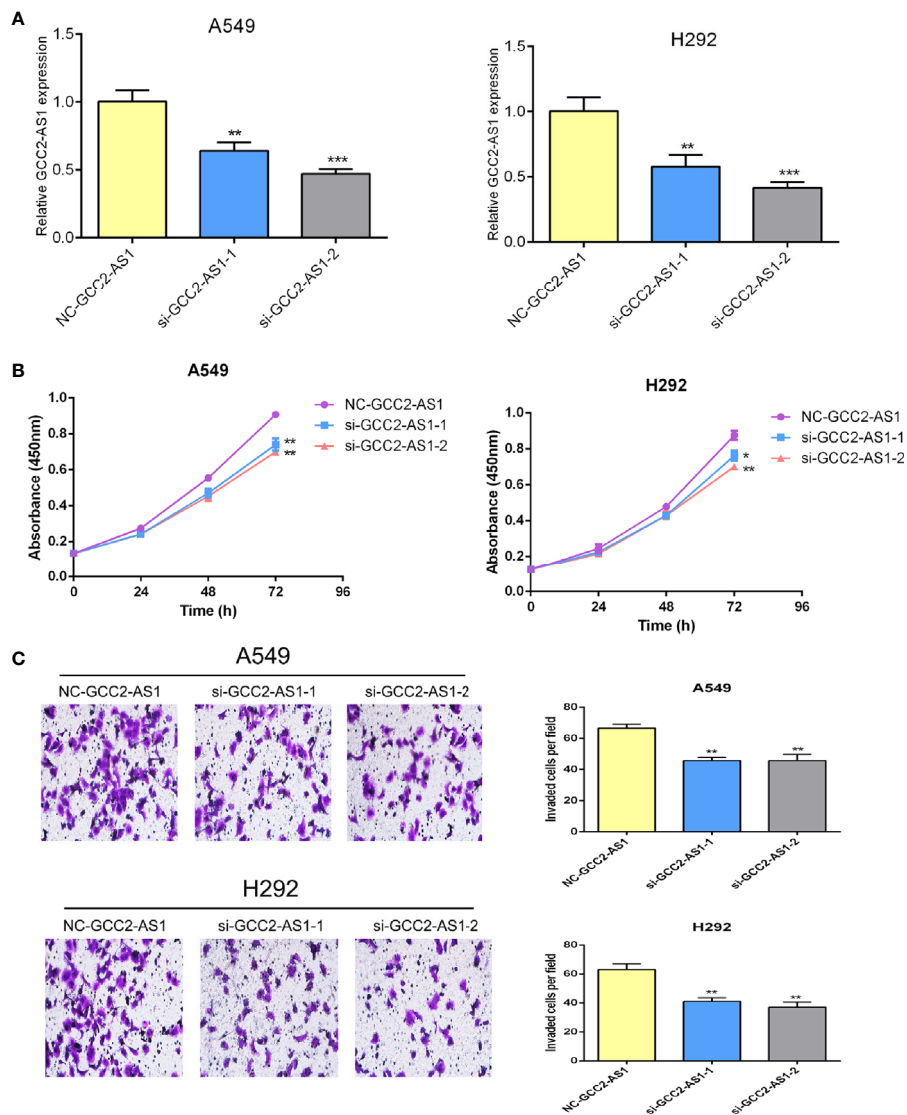 A
A549
Relative GCC2-AS1 expression
1.5
1.0
0.5
0.0
**
***
NC-GCC2-AS1
si-GCC2-AS1-1
si-GCC2-AS1-2
H292
Relative GCC2-AS1 expression
1.5
1.0
0.5
0.0
**
***
NC-GCC2-AS1
si-GCC2-AS1-1
si-GCC2-AS1-2
B
A549
Absorbance (450nm)
1.0
0.8
0.6
0.4
0.2
0.0
0 24 48 72 96
Time (h)
NC-GCC2-AS1
si-GCC2-AS1-1
si-GCC2-AS1-2
**
**
H292
Absorbance (450nm)
1.0
0.8
0.6
0.4
0.2
0.0
0 24 48 72 96
Time (h)
NC-GCC2-AS1
si-GCC2-AS1-1
si-GCC2-AS1-2
*
**
C
A549
NC-GCC2-AS1 si-GCC2-AS1-1 si-GCC2-AS1-2
A549
Invaded cells per field
80
60
40
20
0
**
**
NC-GCC2-AS1
si-GCC2-AS1-1
si-GCC2-AS1-2
H292
NC-GCC2-AS1 si-GCC2-AS1-1 si-GCC2-AS1-2
H292
Invaded cells per field
80
60
40
20
0
**
**
NC-GCC2-AS1
si-GCC2-AS1-1
si-GCC2-AS1-2